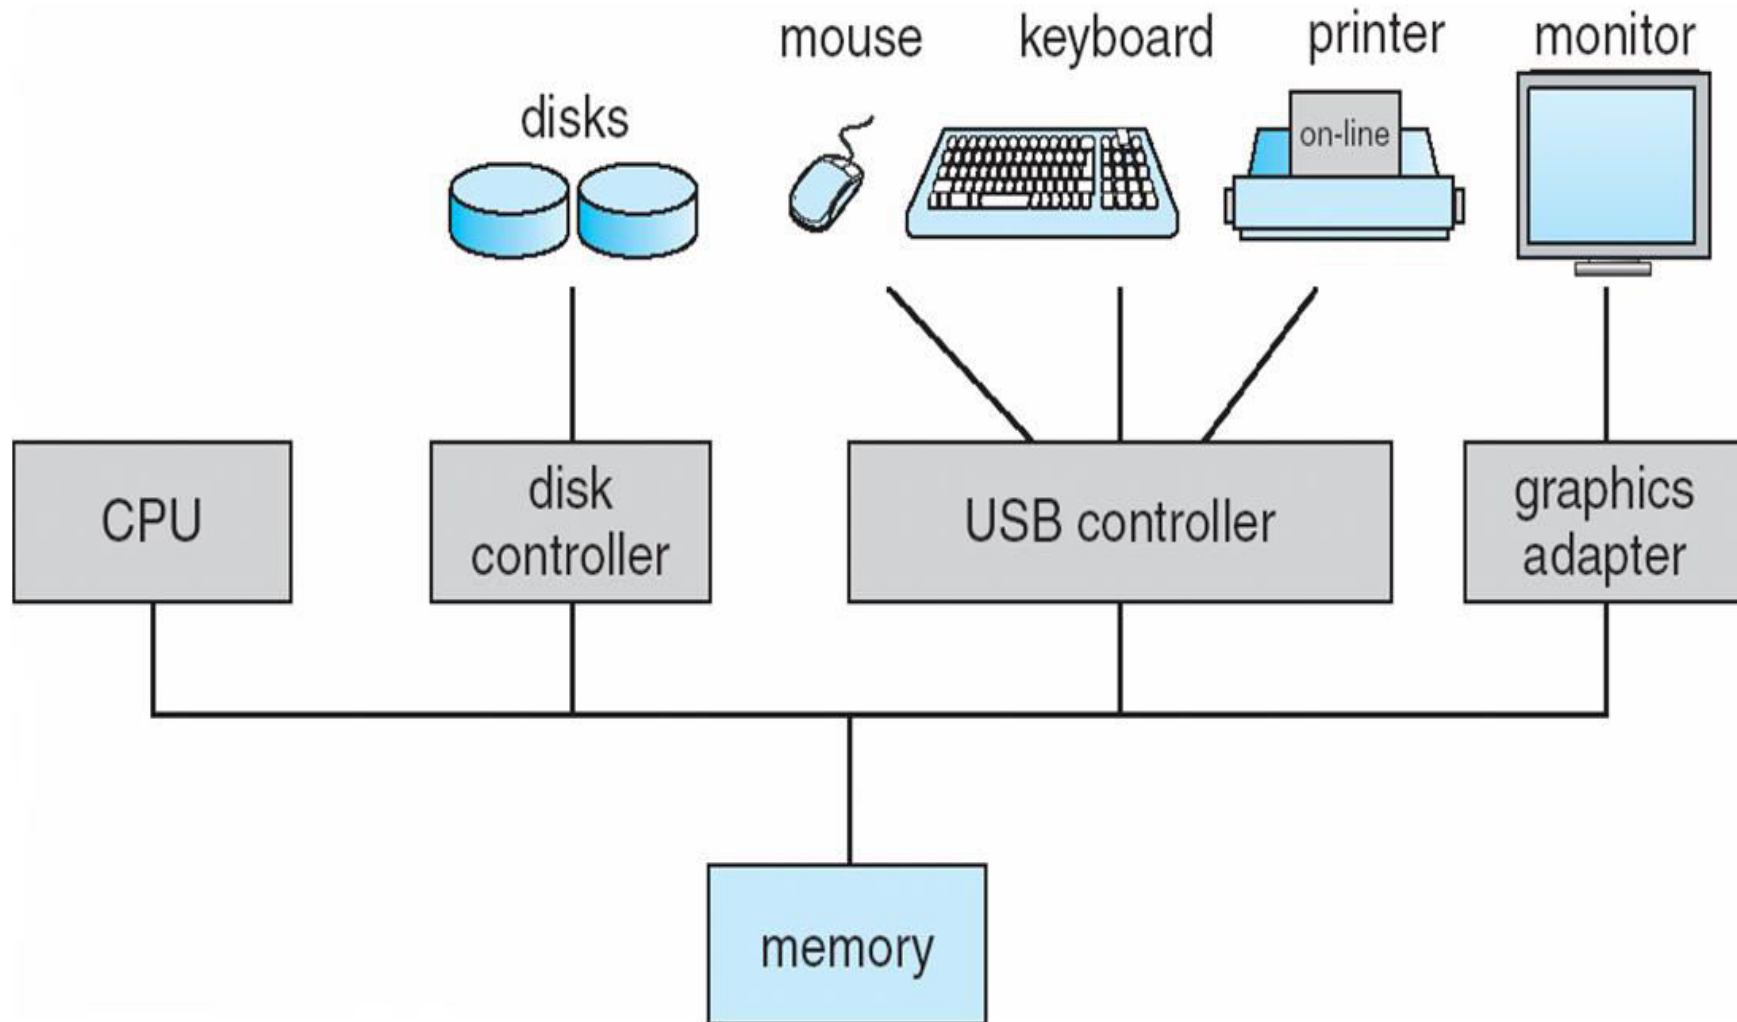 mouse
keyboard
printer
monitor
disks
on-line
CPU
disk
controller
USB controller
graphics
adapter
memory